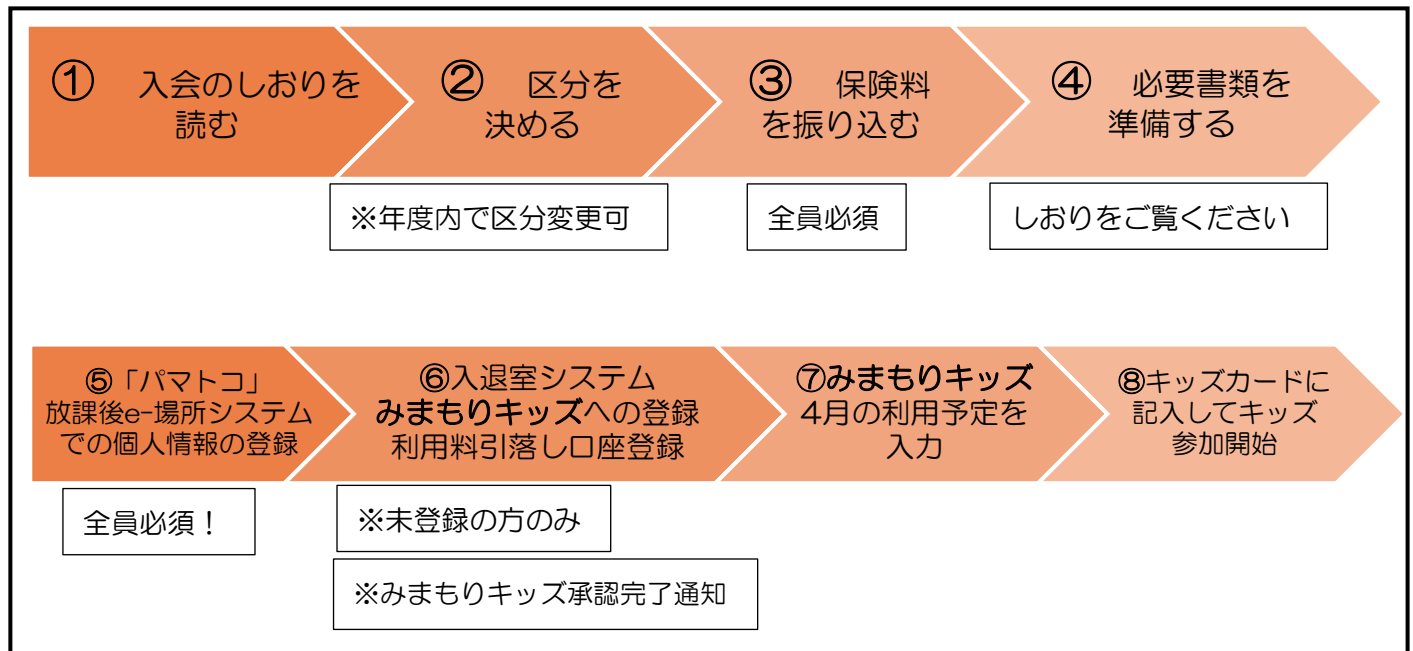 ① 入会のしおりを
読む
② 区分を
決める
③ 保険料
を振り込む
④ 必要書類を
準備する
※年度内で区分変更可
全員必須
しおりをご覧ください
⑤「パマトコ」
放課後e-場所システム
での個人情報の登録
⑥入退室システム
みまもりキッズへの登録
利用料引落し口座登録
⑦みまもりキッズ
4月の利用予定を
入力
⑧キッズカードに
記入してキッズ
参加開始
全員必須！
※未登録の方のみ
※みまもりキッズ承認完了通知